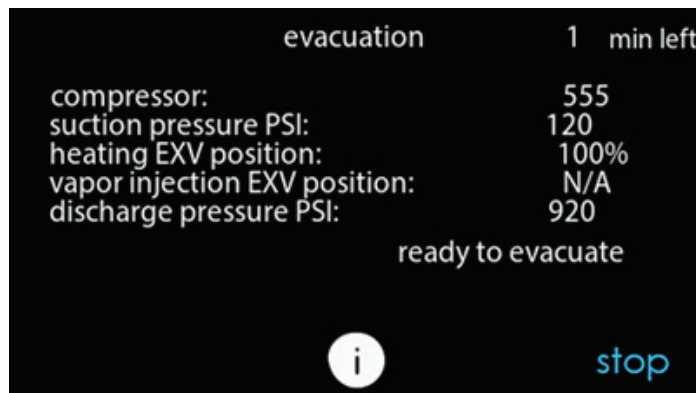 evacuation 1 min left
compressor: 555
suction pressure PSI: 120
heating EXV position: 100%
vapor injection EXV position: N/A
discharge pressure PSI: 920
ready to evacuate
i stop